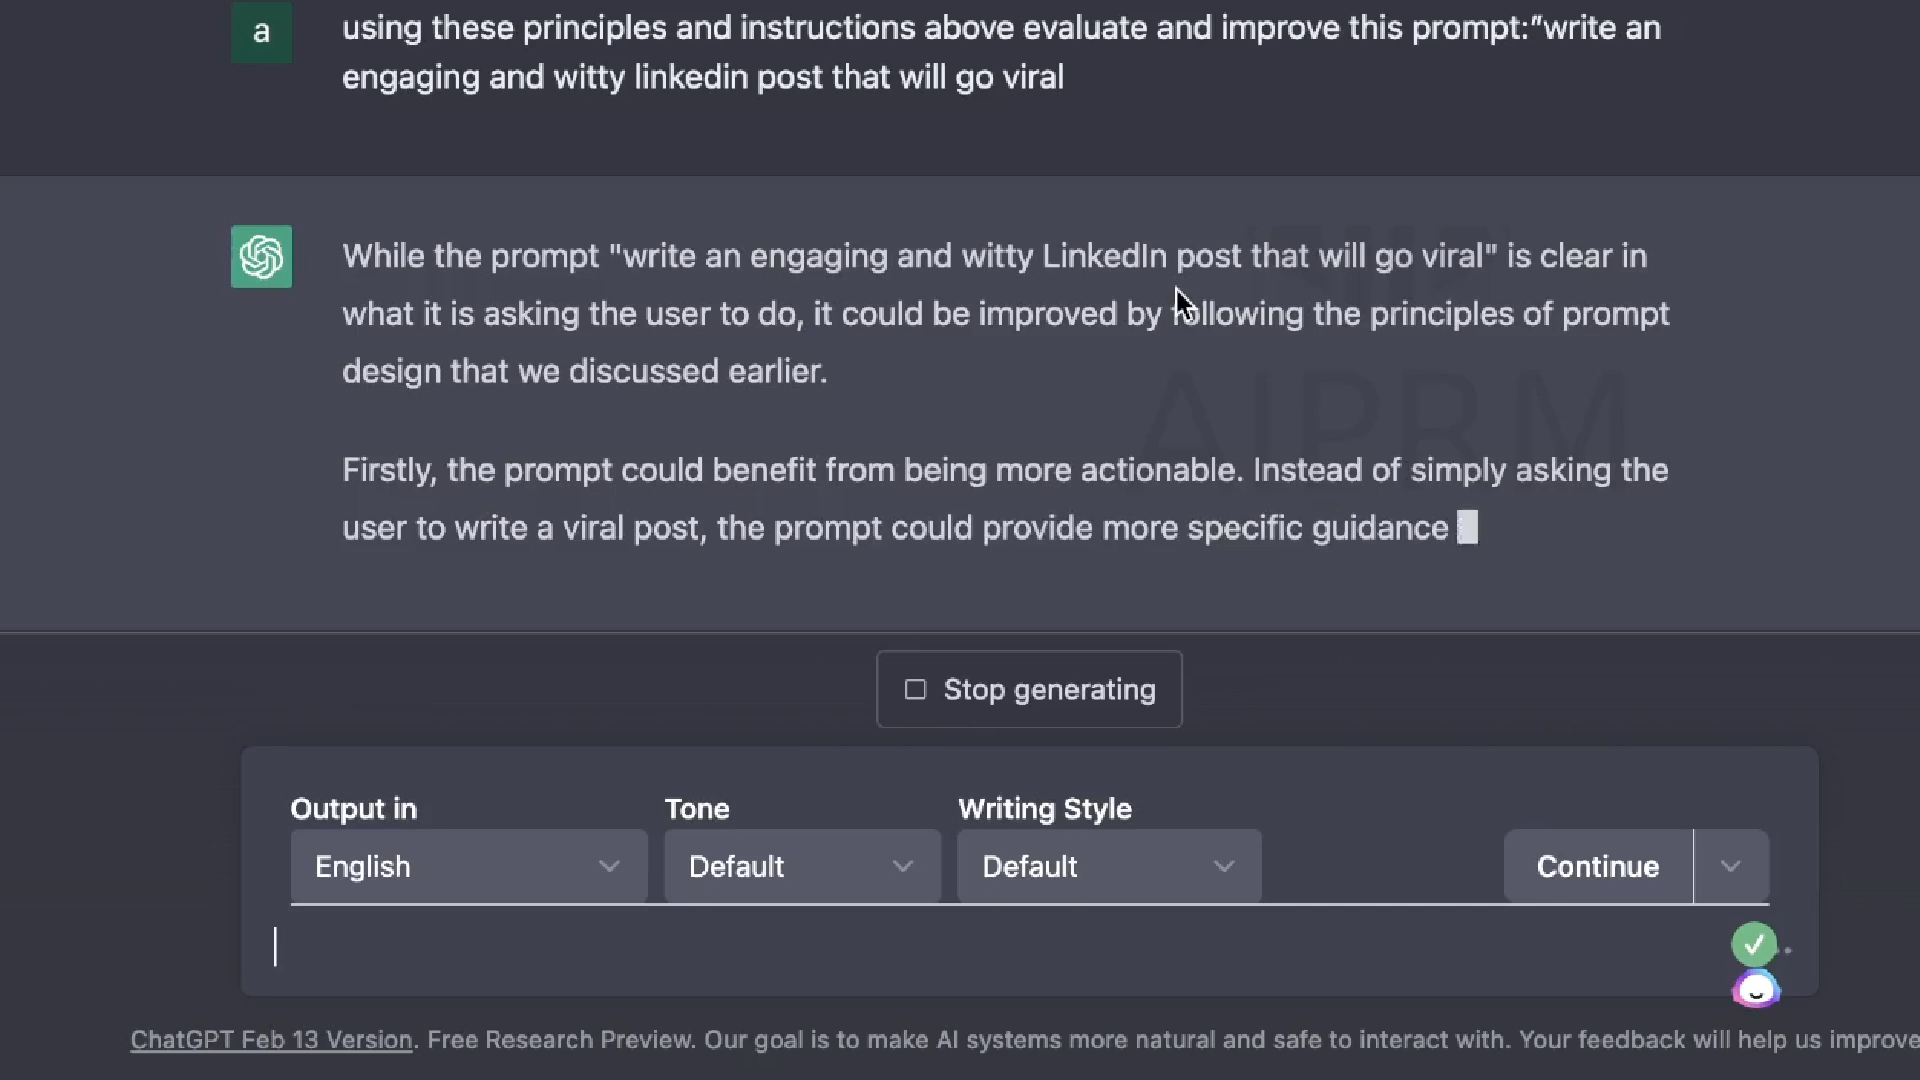 a
using these principles and instructions above evaluate and improve this prompt:"write an
engaging and witty linkedin post that will go viral
While the prompt "write an engaging and witty LinkedIn post that will go viral" is clear in
what it is asking the user to do, it could be improved by following the principles of prompt
design that we discussed earlier.
AIPRM
Firstly, the prompt could benefit from being more actionable. Instead of simply asking the
user to write a viral post, the prompt could provide more specific guidance
Stop generating
Output in Tone Writing Style
English Default Default Continue
ChatGPT Feb 13 Version. Free Research Preview. Our goal is to make AI systems more natural and safe to interact with. Your feedback will help us improve